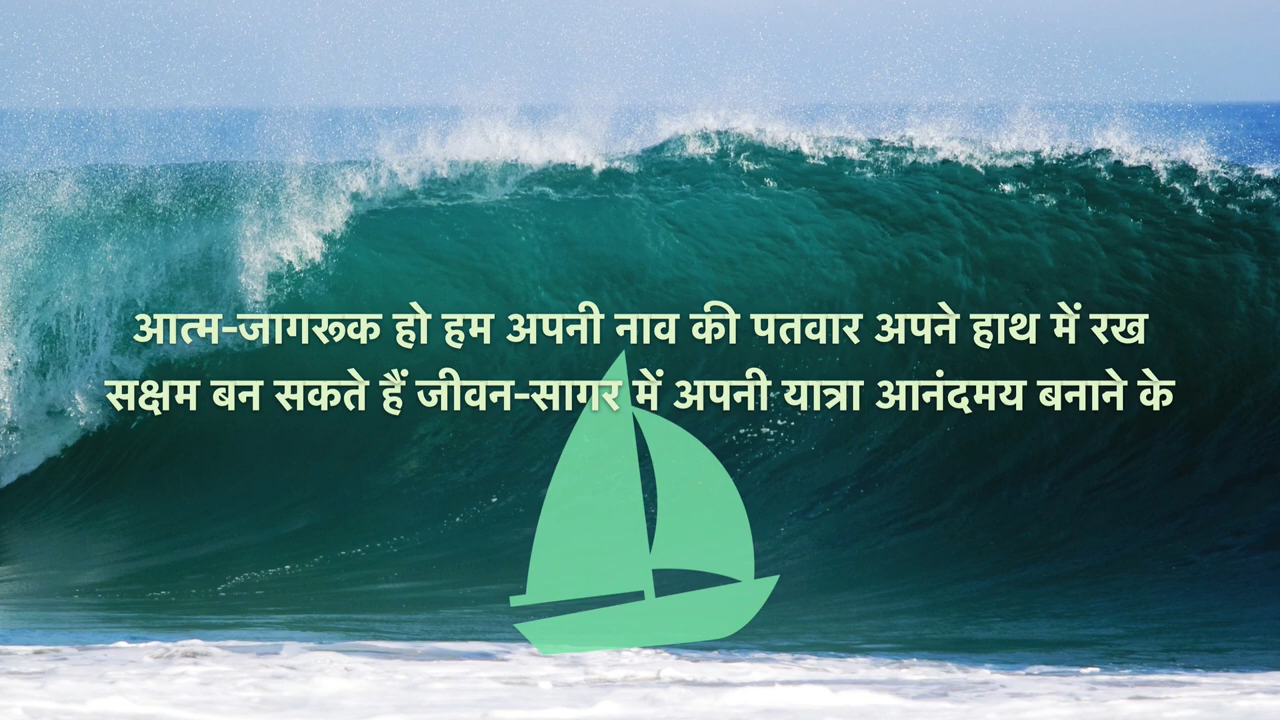 आत्म-जागरूक हो हम अपनी नाव की पतवार अपने हाथ में रख
सक्षम बन सकते हैं जीवन-सागर में अपनी यात्रा आनंदमय बनाने के